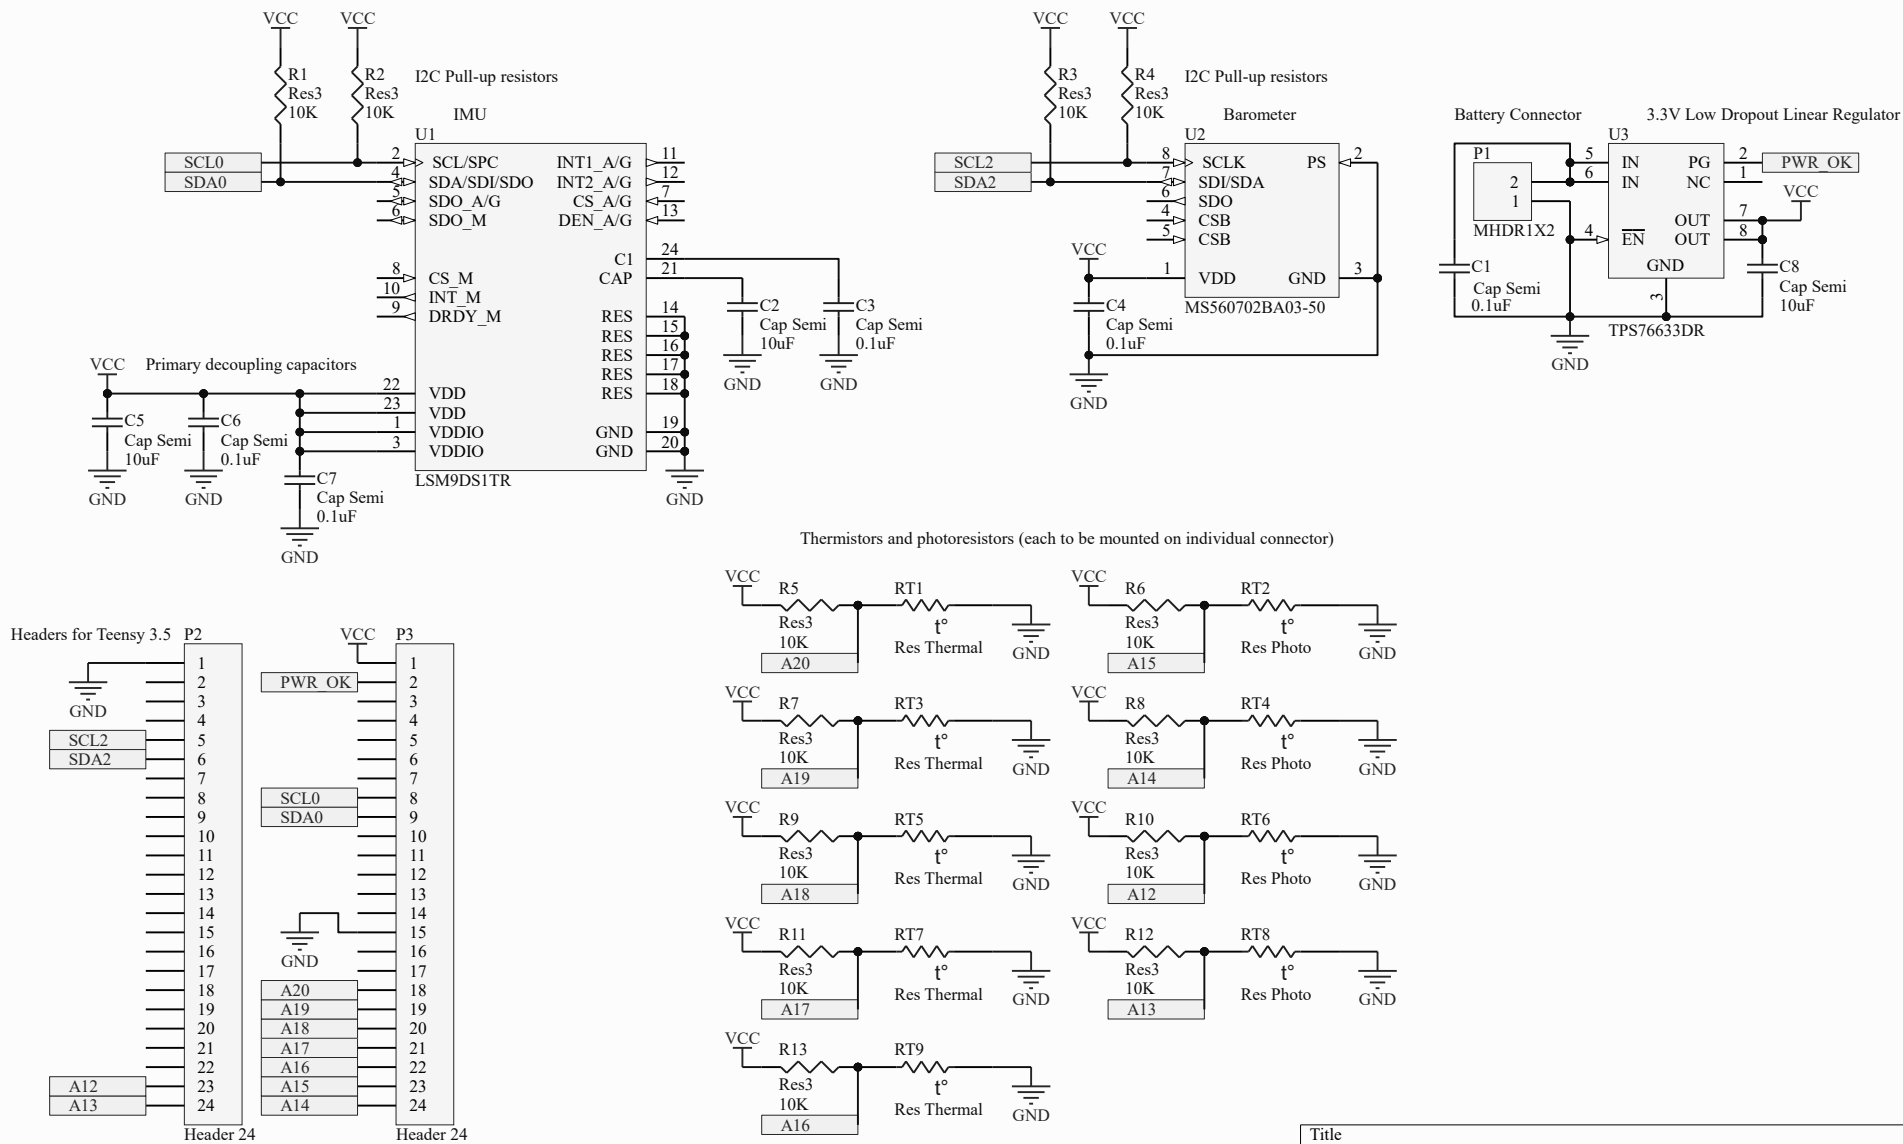 VCC
VCC
R1
Res3
10K
R2
Res3
10K
I2C Pull-up resistors
IMU
U1
SCL0
SDA0
2 SCL/SPC
4 SDA/SDI/SDO
5 SDO_A/G
6 SDO_M
8 CS_M
10 INT_M
9 DRDY_M
22 VDD
23 VDD
1 VDDIO
3 VDDIO
INT1_A/G 11
INT2_A/G 12
CS_A/G 7
DEN_A/G 13
C1 24
CAP 21
RES 14
RES 15
RES 16
RES 17
RES 18
GND 19
GND 20
LSM9DS1TR
GND
C2
Cap Semi
10uF
GND
C3
Cap Semi
0.1uF
GND
VCC
Primary decoupling capacitors
C5
Cap Semi
10uF
GND
C6
Cap Semi
0.1uF
GND
C7
Cap Semi
0.1uF
GND
VCC
VCC
R3
Res3
10K
R4
Res3
10K
I2C Pull-up resistors
Barometer
U2
SCL2
SDA2
8 SCLK
7 SDI/SDA
6 SDO
4 CSB
5 CSB
1 VDD
PS 2
GND 3
MS560702BA03-50
VCC
C4
Cap Semi
0.1uF
GND
Battery Connector
P1
2
1
MHDR1X2
C1
Cap Semi
0.1uF
GND
3.3V Low Dropout Linear Regulator
U3
5 IN
6 IN
4 EN
PG 2
NC 1
OUT 7
OUT 8
GND
3
TPS76633DR
PWR_OK
VCC
C8
Cap Semi
10uF
Thermistors and photoresistors (each to be mounted on individual connector)
VCC
R5
Res3
10K
A20
RT1
t°
Res Thermal
GND
VCC
R6
Res3
10K
A15
RT2
t°
Res Photo
GND
VCC
R7
Res3
10K
A19
RT3
t°
Res Thermal
GND
VCC
R8
Res3
10K
A14
RT4
t°
Res Photo
GND
VCC
R9
Res3
10K
A18
RT5
t°
Res Thermal
GND
VCC
R10
Res3
10K
A12
RT6
t°
Res Photo
GND
VCC
R11
Res3
10K
A17
RT7
t°
Res Thermal
GND
VCC
R12
Res3
10K
A13
RT8
t°
Res Photo
GND
VCC
R13
Res3
10K
A16
RT9
t°
Res Thermal
GND
Headers for Teensy 3.5
P2
GND
1
2
3
4
SCL2 5
SDA2 6
7
8
9
10
11
12
13
14
15
16
17
18
19
20
21
22
A12 23
A13 24
Header 24
VCC
P3
1
PWR_OK 2
3
4
5
6
7
SCL0 8
SDA0 9
10
11
12
13
14
15
GND
16
17
A20 18
A19 19
A18 20
A17 21
A16 22
A15 23
A14 24
Header 24
Title